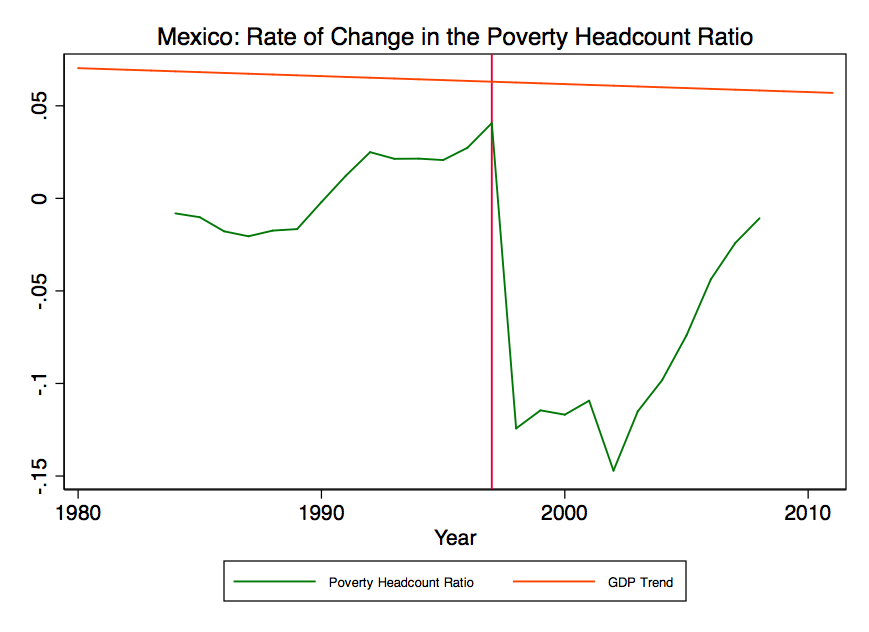 Mexico: Rate of Change in the Poverty Headcount Ratio
.05
0
-.05
-.1
-.15
1980 1990 2000 2010
Year
Poverty Headcount Ratio GDP Trend